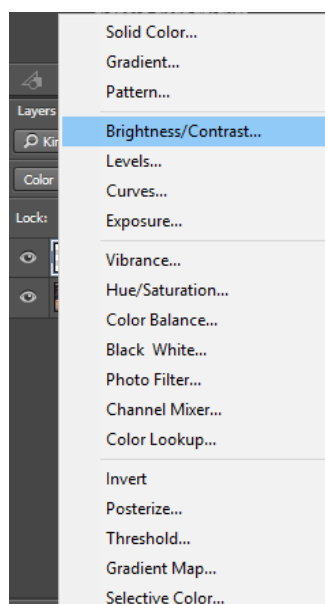 Solid Color...
Gradient...
Pattern...
Layers
Kin
Brightness/Contrast...
Levels...
Color
Curves...
Lock:
Exposure...
Vibrance...
Hue/Saturation...
Color Balance...
Black  White...
Photo Filter...
Channel Mixer...
Color Lookup...
Invert
Posterize...
Threshold...
Gradient Map...
Selective Color...